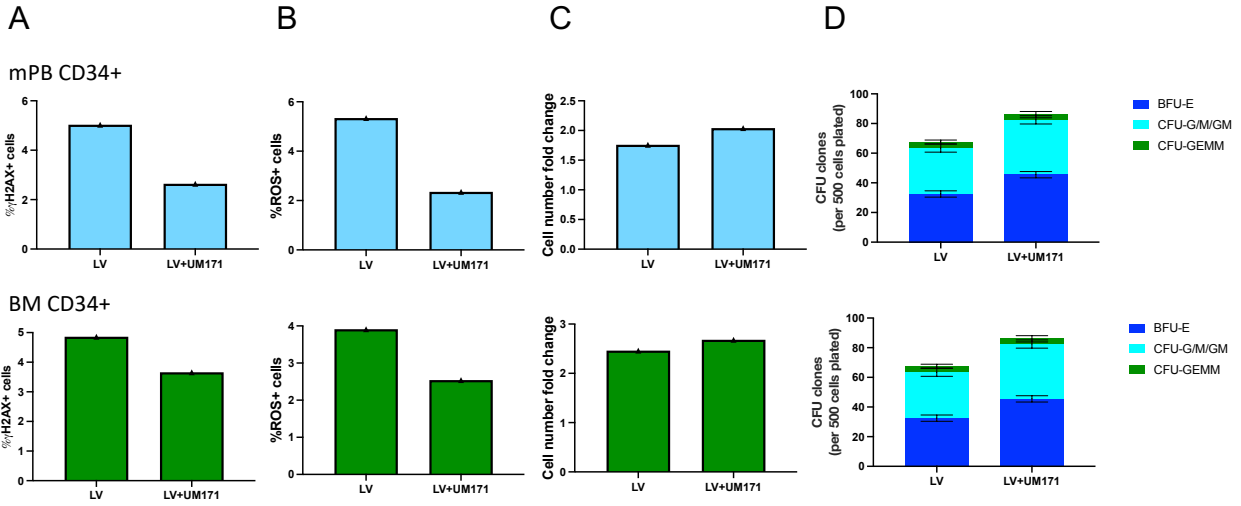 A
B
C
D
mPB CD34+
%γH2AX+ cells
6
4
2
0
LV
LV+UM171
%ROS+ cells
6
4
2
0
LV
LV+UM171
Cell number fold change
2.5
2.0
1.5
1.0
0.5
0.0
LV
LV+UM171
CFU clones
(per 500 cells plated)
100
80
60
40
20
0
LV
LV+UM171
BFU-E
CFU-G/M/GM
CFU-GEMM
BM CD34+
%γH2AX+ cells
5
4
3
2
1
0
LV
LV+UM171
%ROS+ cells
4
3
2
1
0
LV
LV+UM171
Cell number fold change
3
2
1
0
LV
LV+UM171
CFU clones
(per 500 cells plated)
100
80
60
40
20
0
LV
LV+UM171
BFU-E
CFU-G/M/GM
CFU-GEMM